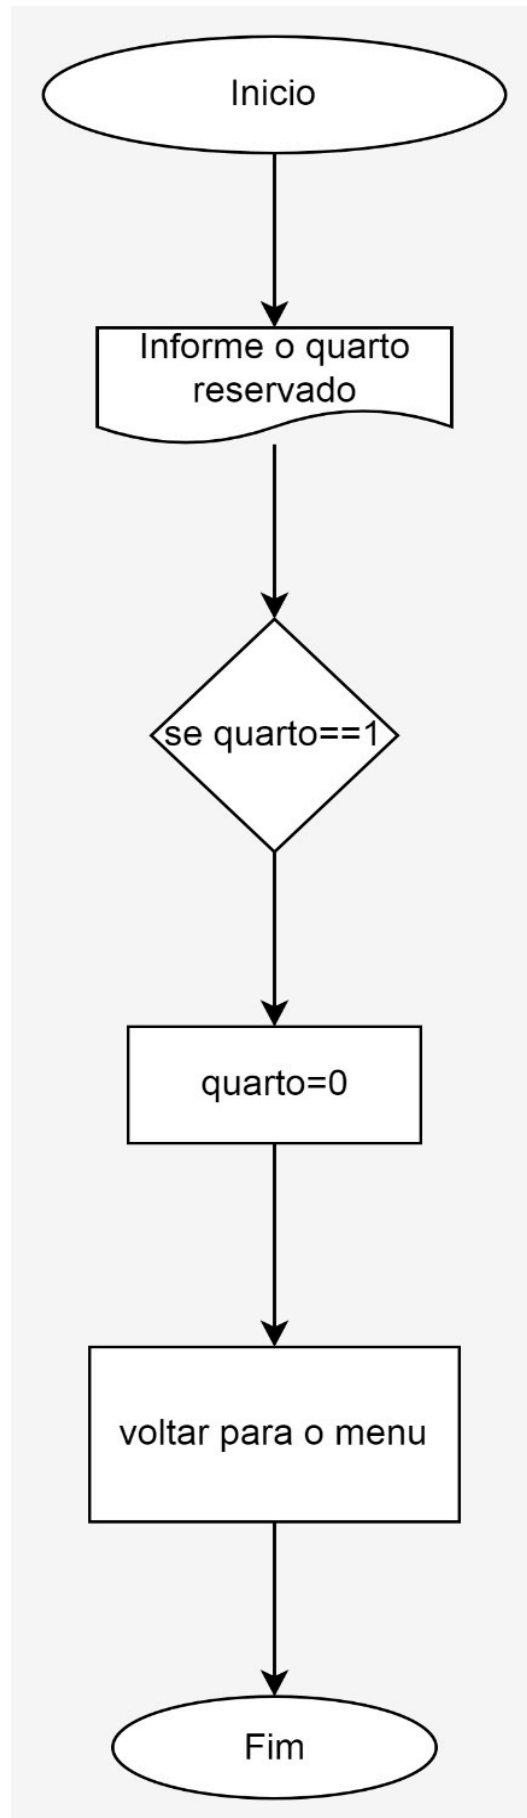 Inicio
Informe o quarto
reservado
se quarto==1
quarto=0
voltar para o menu
Fim